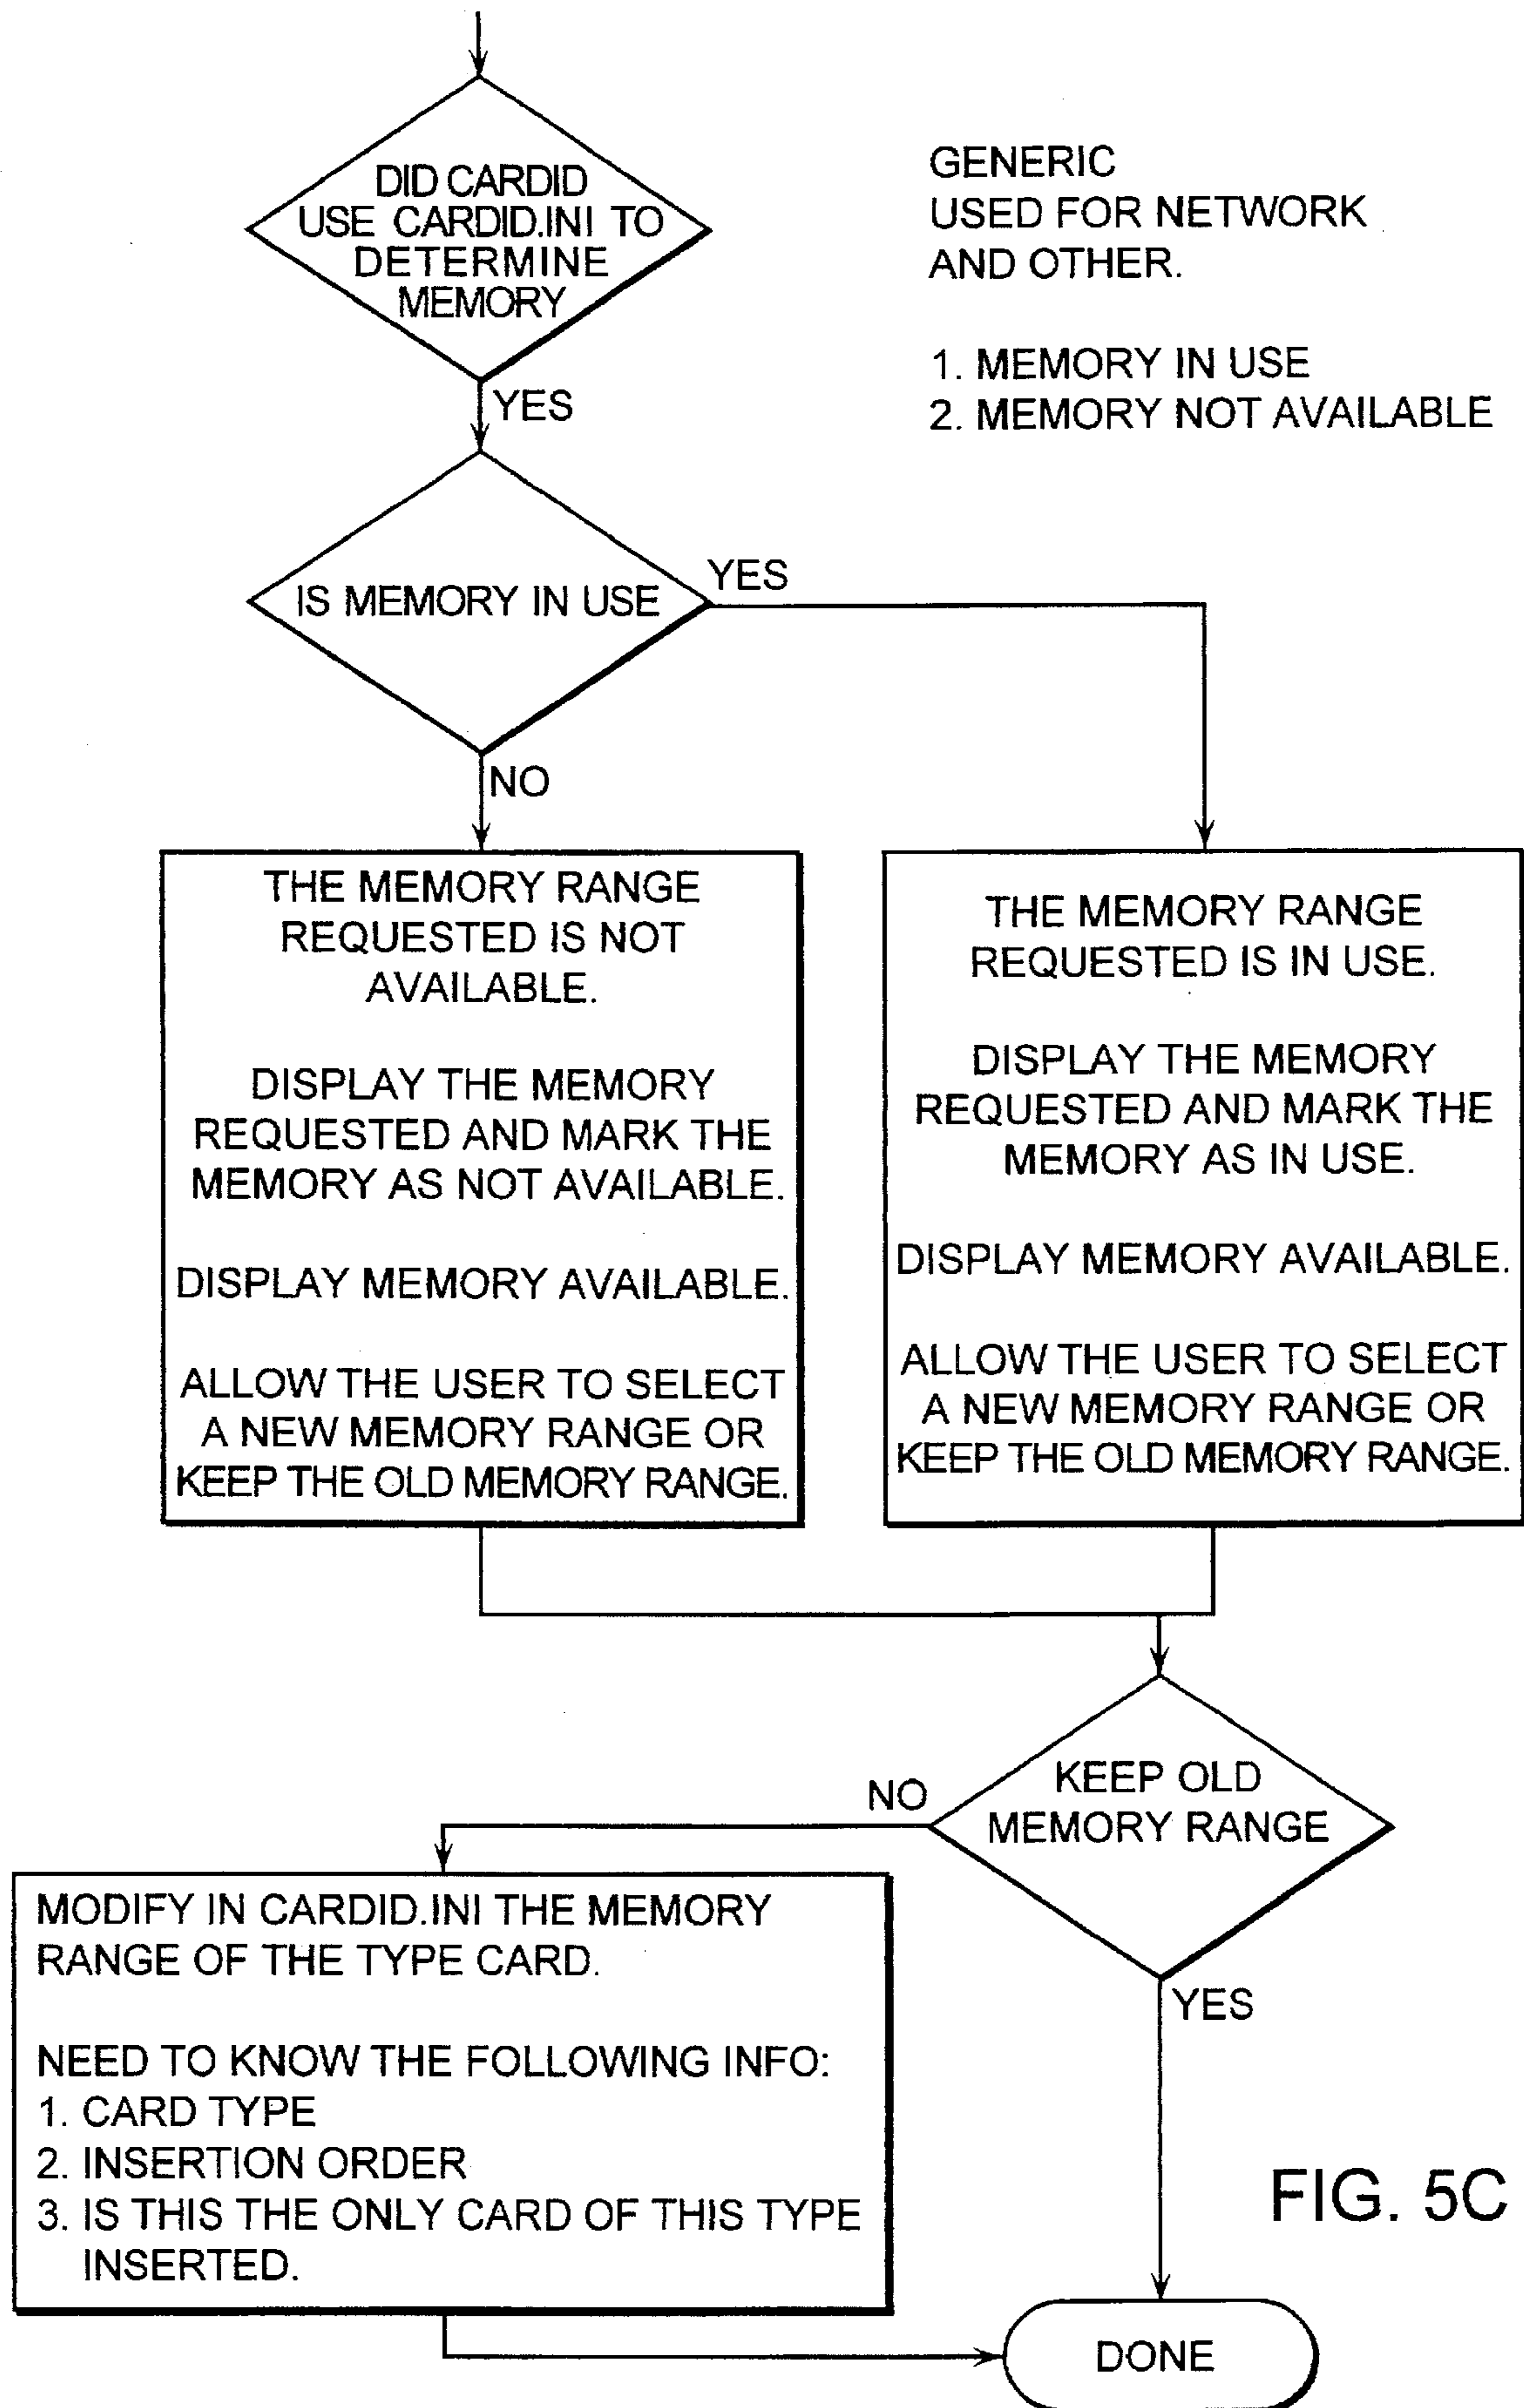 DID CARDID
USE CARDID.INI TO
DETERMINE
MEMORY
GENERIC
USED FOR NETWORK
AND OTHER.
1. MEMORY IN USE
2. MEMORY NOT AVAILABLE
YES
IS MEMORY IN USE
YES
NO
THE MEMORY RANGE
REQUESTED IS NOT
AVAILABLE.
DISPLAY THE MEMORY
REQUESTED AND MARK THE
MEMORY AS NOT AVAILABLE.
DISPLAY MEMORY AVAILABLE.
ALLOW THE USER TO SELECT
A NEW MEMORY RANGE OR
KEEP THE OLD MEMORY RANGE.
THE MEMORY RANGE
REQUESTED IS IN USE.
DISPLAY THE MEMORY
REQUESTED AND MARK THE
MEMORY AS IN USE.
DISPLAY MEMORY AVAILABLE.
ALLOW THE USER TO SELECT
A NEW MEMORY RANGE OR
KEEP THE OLD MEMORY RANGE.
KEEP OLD
MEMORY RANGE
NO
YES
MODIFY IN CARDID.INI THE MEMORY
RANGE OF THE TYPE CARD.
NEED TO KNOW THE FOLLOWING INFO:
1. CARD TYPE
2. INSERTION ORDER
3. IS THIS THE ONLY CARD OF THIS TYPE
INSERTED.
FIG. 5C
DONE